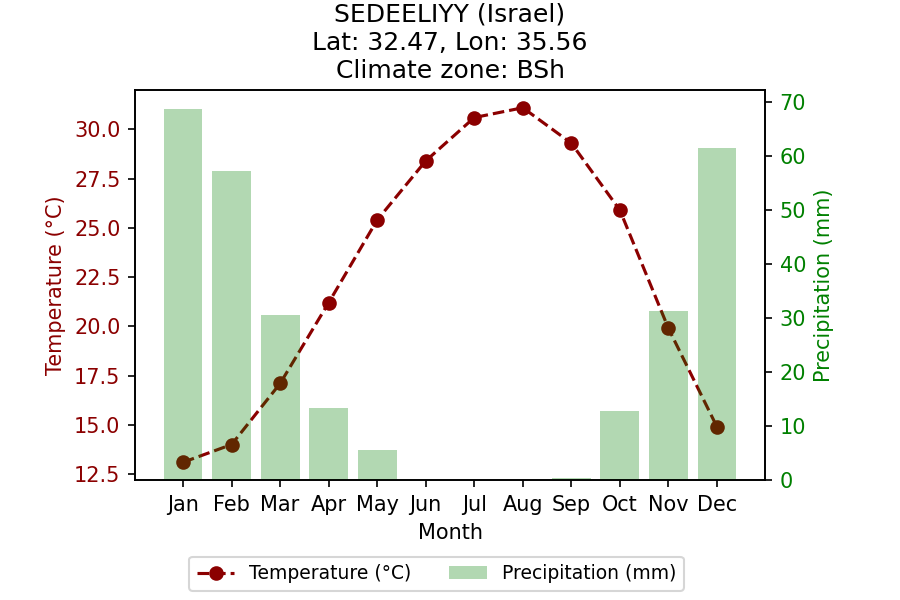 SEDEELIYY (Israel)
Lat: 32.47, Lon: 35.56
Climate zone: BSh
Temperature (°C)
30.0
27.5
25.0
22.5
20.0
17.5
15.0
12.5
Precipitation (mm)
70
60
50
40
30
20
10
0
Jan Feb Mar Apr May Jun Jul Aug Sep Oct Nov Dec
Month
Temperature (°C) Precipitation (mm)